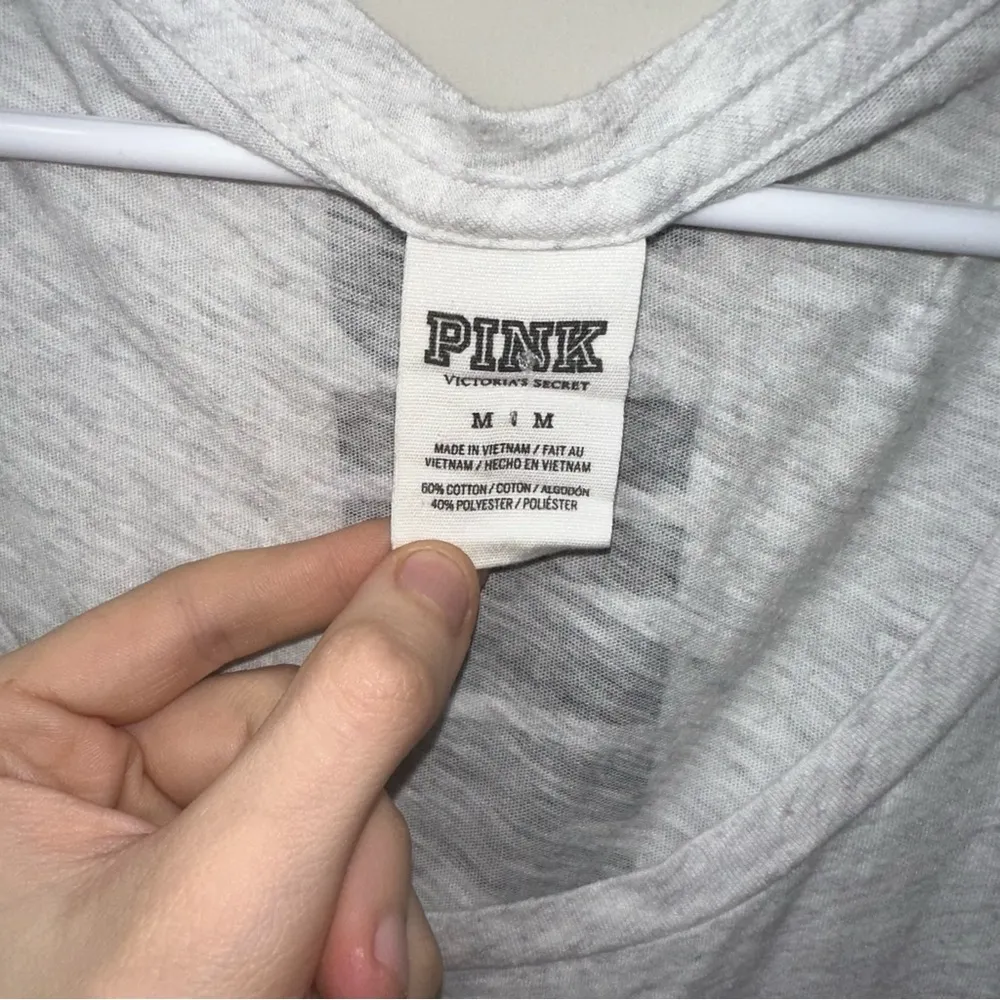 PINK
VICTORIA'S SECRET
M M
MADE IN VIETNAM / FAIT AU
VIETNAM / HECHO EN VIETNAM
60% COTTON / COTON / ALGODÓN
40% POLYESTER / POLIÉSTER